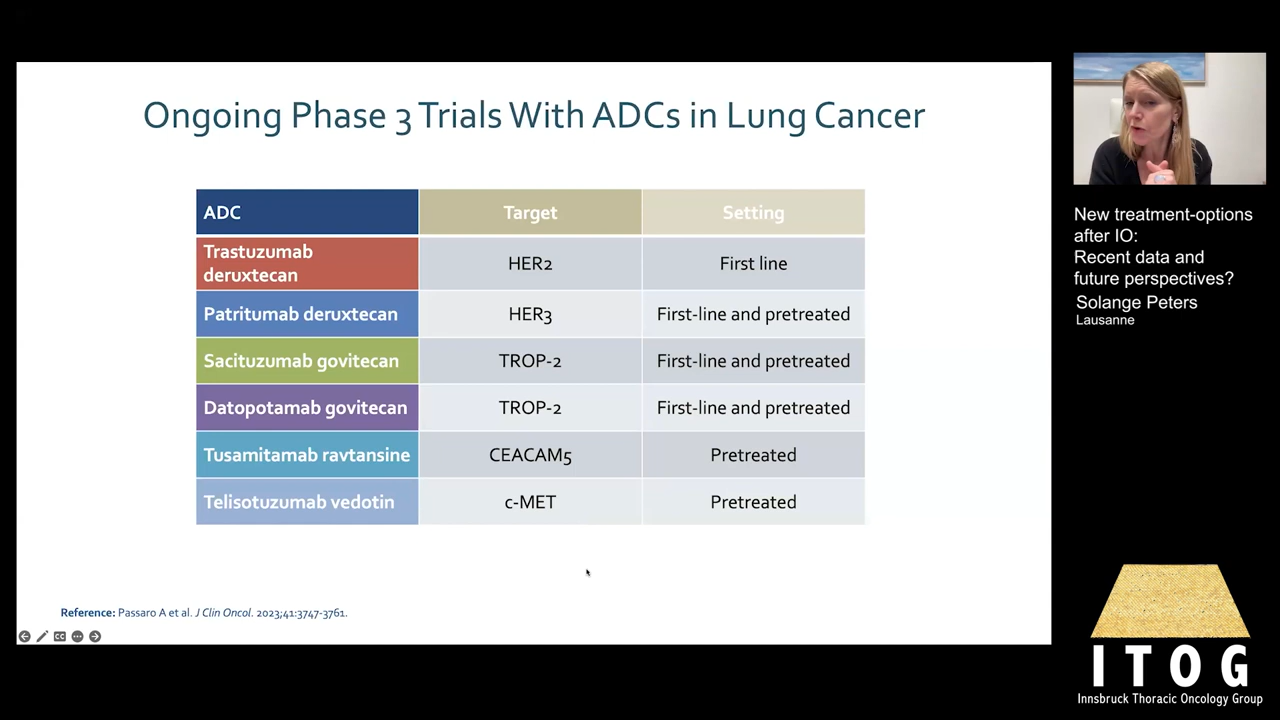 Ongoing Phase 3 Trials With ADCs in Lung Cancer
ADC Target Setting
Trastuzumab
deruxtecan
HER2 First line
Patritumab deruxtecan HER3 First-line and pretreated
Sacituzumab govitecan TROP-2 First-line and pretreated
Datopotamab govitecan TROP-2 First-line and pretreated
Tusamitamab ravtansine CEACAM5 Pretreated
Telisotuzumab vedotin c-MET Pretreated
Reference: Passaro A et al. J Clin Oncol. 2023;41:3747-3761.
CC
New treatment-options
after IO:
Recent data and
future perspectives?
Solange Peters
Lausanne
ITOG
Innsbruck Thoracic Oncology Group